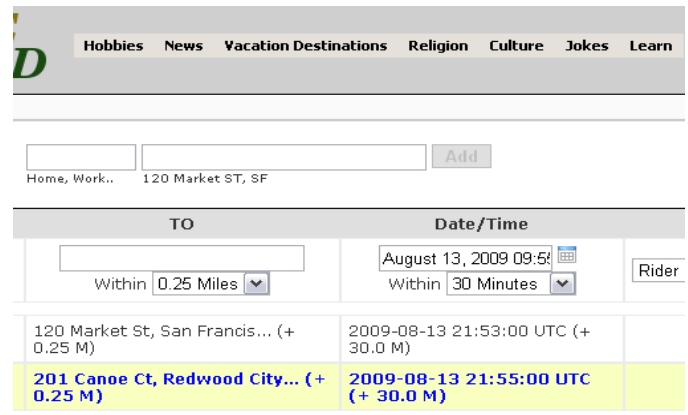 D
Hobbies News Vacation Destinations Religion Culture Jokes Learn
Add
Home, Work.. 120 Market ST, SF
TO Date/Time
August 13, 2009 09:5
Within 0.25 Miles Within 30 Minutes Rider
120 Market St, San Francis... (+ 2009-08-13 21:53:00 UTC (+
0.25 M) 30.0 M)
201 Canoe Ct, Redwood City... (+ 2009-08-13 21:55:00 UTC
0.25 M) (+ 30.0 M)